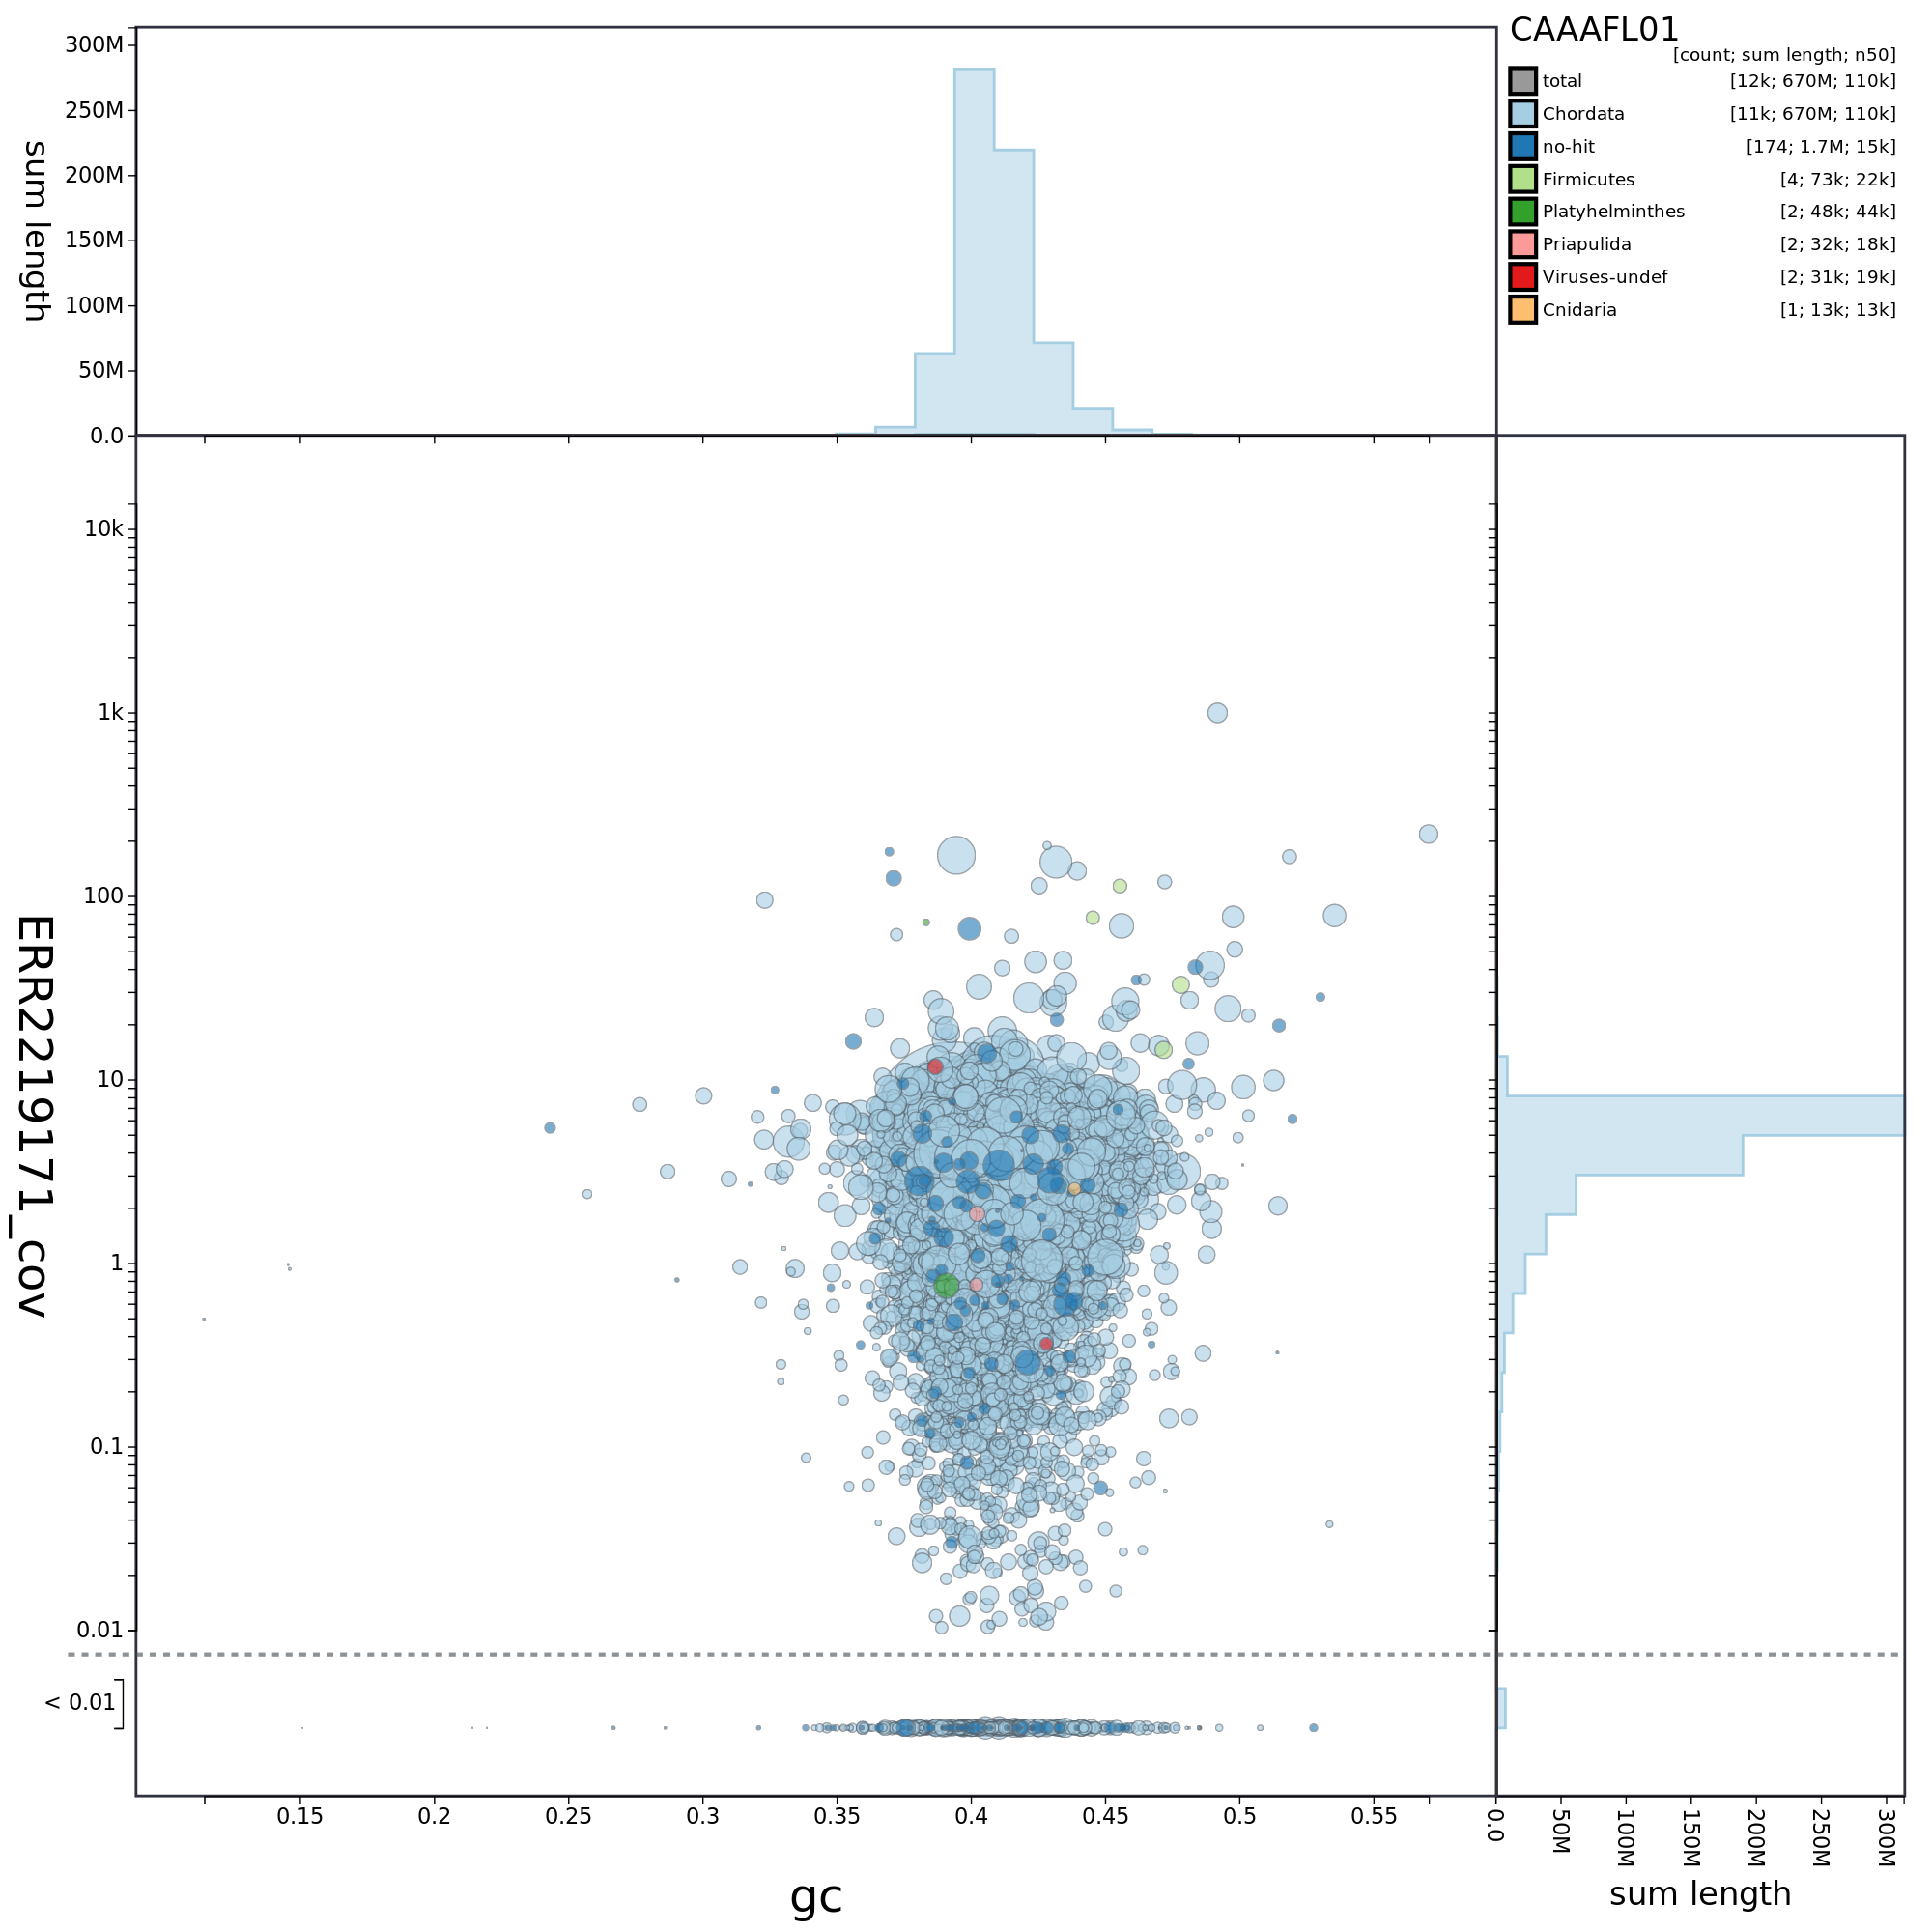 CAAAFL01
[count; sum length; n50]
total [12k; 670M; 110k]
Chordata [11k; 670M; 110k]
no-hit [174; 1.7M; 15k]
Firmicutes [4; 73k; 22k]
Platyhelminthes [2; 48k; 44k]
Priapulida [2; 32k; 18k]
Viruses-undef [2; 31k; 19k]
Cnidaria [1; 13k; 13k]
sum length
300M
250M
200M
150M
100M
50M
0.0
ERR2219171_cov
10k
1k
100
10
1
0.1
0.01
< 0.01
0.15 0.2 0.25 0.3 0.35 0.4 0.45 0.5 0.55
gc
0.0 50M 100M 150M 200M 250M 300M
sum length